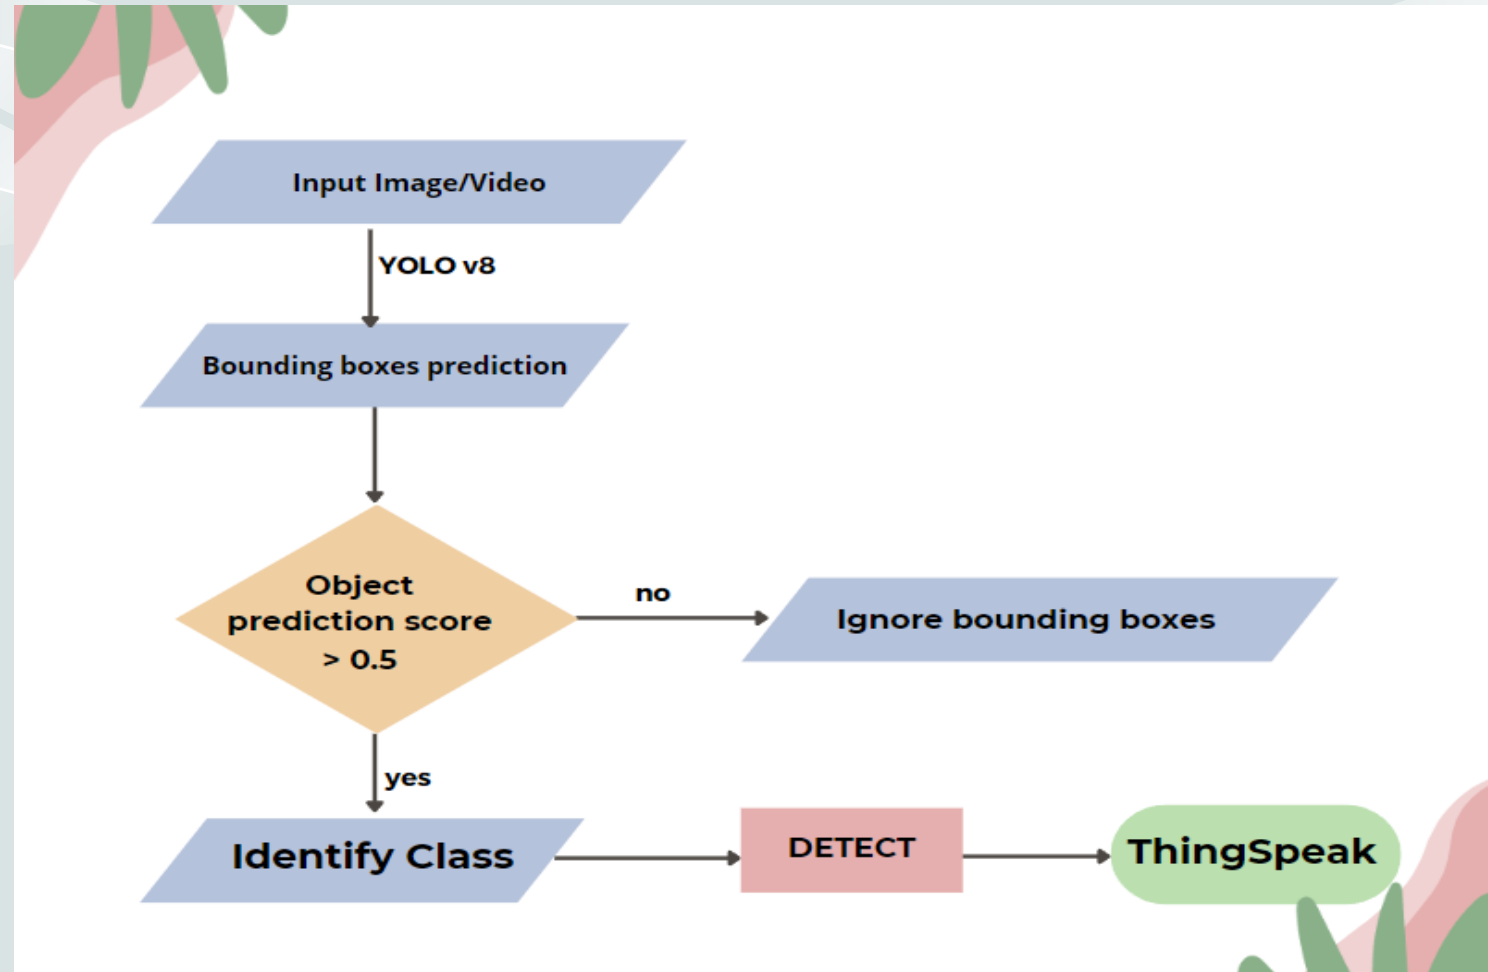 Input Image/Video
YOLO v8
Bounding boxes prediction
Object
prediction score
> 0.5
no
Ignore bounding boxes
yes
Identify Class
DETECT
ThingSpeak